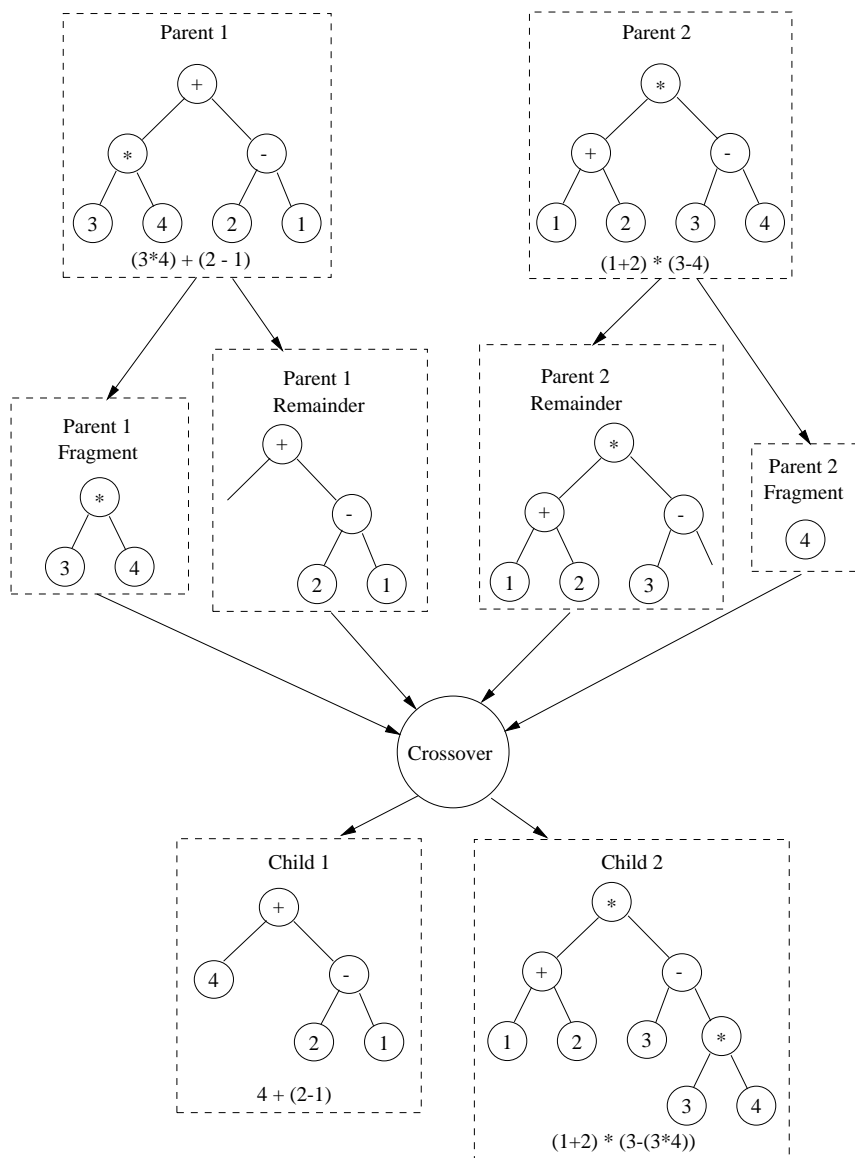 Parent 1
+
* -
3 4 2 1
(3*4) + (2 - 1)
Parent 2
*
+ -
1 2 3 4
(1+2) * (3-4)
Parent 1
Fragment
*
3 4
Parent 1
Remainder
+
-
2 1
Parent 2
Remainder
*
+ -
1 2 3
Parent 2
Fragment
4
Crossover
Child 1
+
4 -
2 1
4 + (2-1)
Child 2
*
+ -
1 2 3 *
3 4
(1+2) * (3-(3*4))